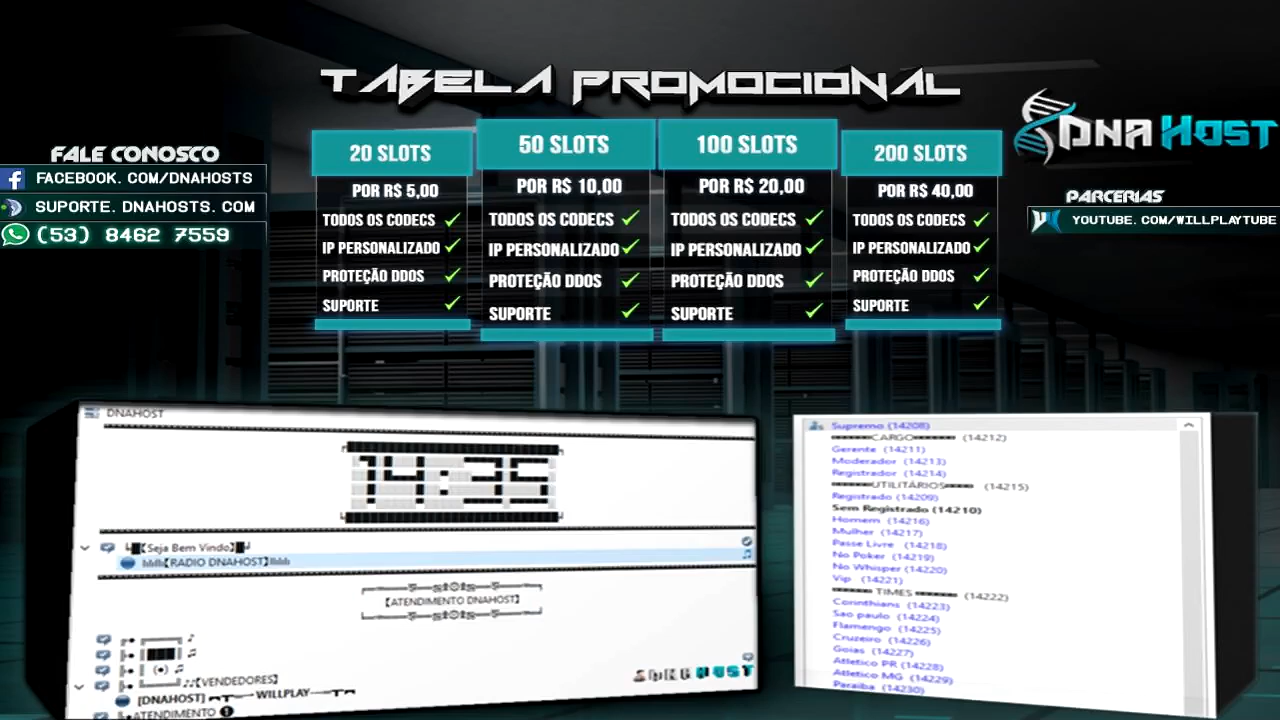 TABELA PROMOCIONAL
DNA HOST
FALE CONOSCO
FACEBOOK. COM/DNAHOSTS
SUPORTE. DNAHOSTS. COM
(53) 8462 7559
20 SLOTS
POR R$ 5,00
TODOS OS CODECS
IP PERSONALIZADO
PROTEÇÃO DDOS
SUPORTE
50 SLOTS
POR R$ 10,00
TODOS OS CODECS
IP PERSONALIZADO
PROTEÇÃO DDOS
SUPORTE
100 SLOTS
POR R$ 20,00
TODOS OS CODECS
IP PERSONALIZADO
PROTEÇÃO DDOS
SUPORTE
200 SLOTS
POR R$ 40,00
TODOS OS CODECS
IP PERSONALIZADO
PROTEÇÃO DDOS
SUPORTE
PARCERIAS
YOUTUBE. COM/WILLPLAYTUBE
DNAHOST
14:35
【Seja Bem Vindo】
【RADIO DNAHOST】
【ATENDIMENTO DNAHOST】
[VENDEDORES]
[DNAHOST] WILLPLAY
ATENDIMENTO 1
HOST
Supremo (14208)
CARGO (14212)
Gerente (14211)
Moderador (14213)
Registrador (14214)
UTILITÁRIOS (14215)
Registrado (14209)
Sem Registrado (14210)
Homem (14216)
Mulher (14217)
Passe Livre (14218)
No Poker (14219)
No Whisper (14220)
Vip (14221)
TIMES (14222)
Corinthians (14223)
Sao paulo (14224)
Flamengo (14225)
Cruzeiro (14226)
Goias (14227)
Atletico PR (14228)
Atletico MG (14229)
Paraiba (14230)